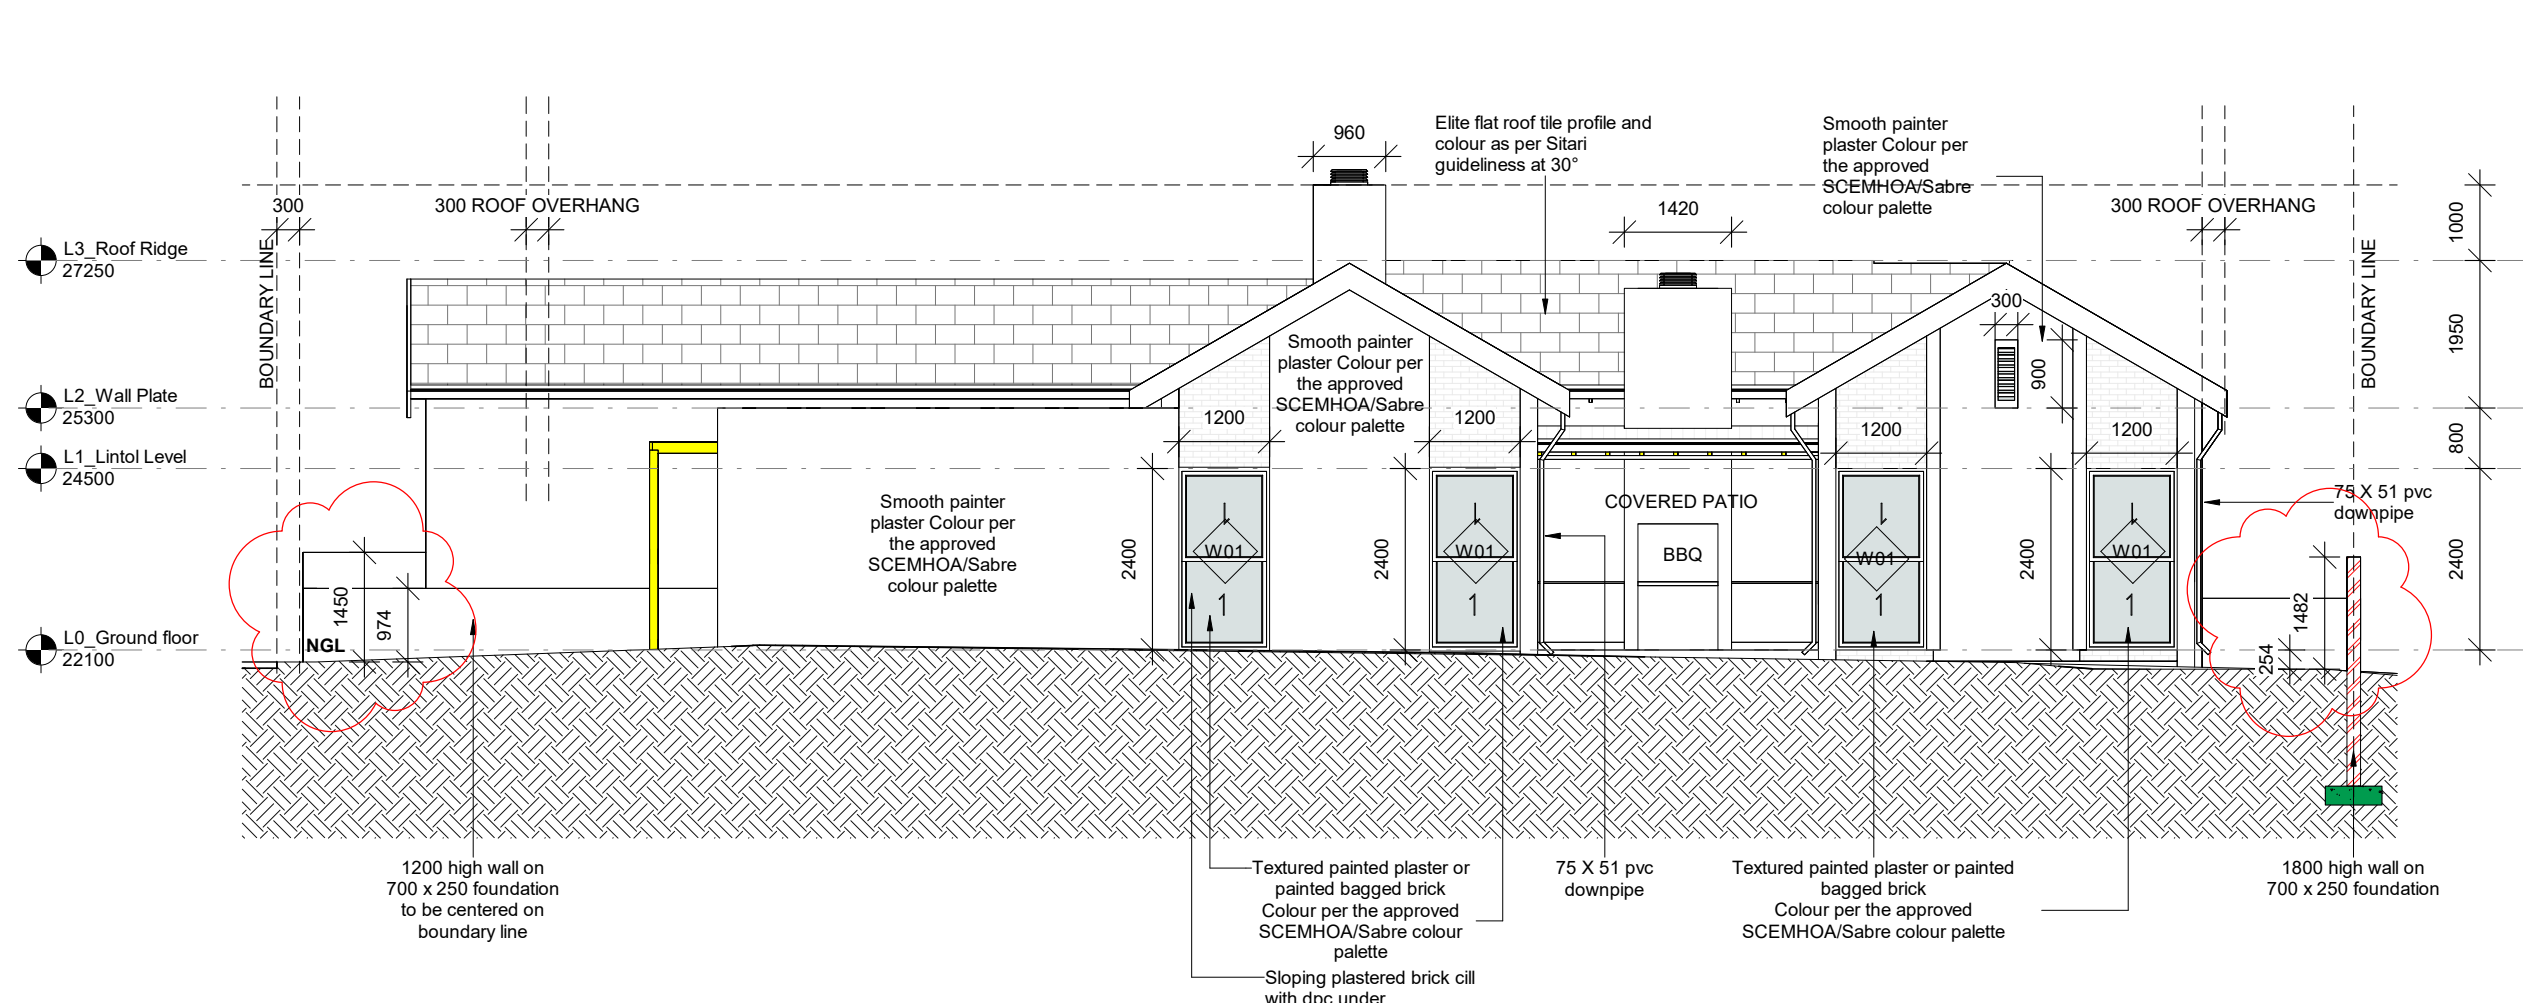 960
Elite flat roof tile profile and
colour as per Sitari
guideliness at 30°
Smooth painter
plaster Colour per
the approved
SCEMHOA/Sabre
colour palette
300
300 ROOF OVERHANG
1420
300 ROOF OVERHANG
1000
BOUNDARY LINE
BOUNDARY LINE
L3_Roof Ridge
27250
300
1950
900
Smooth painter
plaster Colour per
the approved
SCEMHOA/Sabre
colour palette
L2_Wall Plate
25300
1200
1200
1200
1200
800
L1_Lintol Level
24500
Smooth painter
plaster Colour per
the approved
SCEMHOA/Sabre
colour palette
COVERED PATIO
BBQ
75 X 51 pvc
downpipe
2400
2400
2400
2400
W01
1
W01
1
W01
1
W01
1
1450
974
1482
254
NGL
L0_Ground floor
22100
1200 high wall on
700 x 250 foundation
to be centered on
boundary line
Textured painted plaster or
painted bagged brick
Colour per the approved
SCEMHOA/Sabre colour
palette
Sloping plastered brick cill
with dpc under
75 X 51 pvc
downpipe
Textured painted plaster or painted
bagged brick
Colour per the approved
SCEMHOA/Sabre colour palette
1800 high wall on
700 x 250 foundation